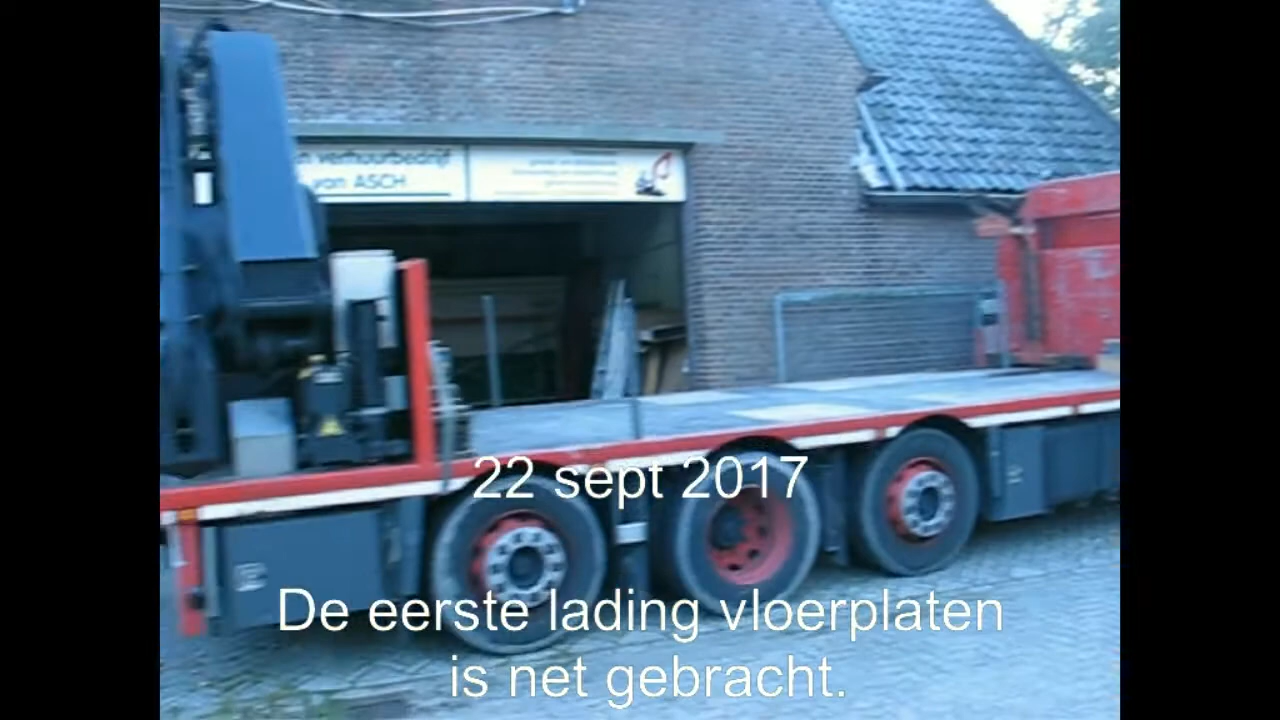 n verhuurbedrijf
van ASCH
22 sept 2017
De eerste lading vloerplaten
is net gebracht.